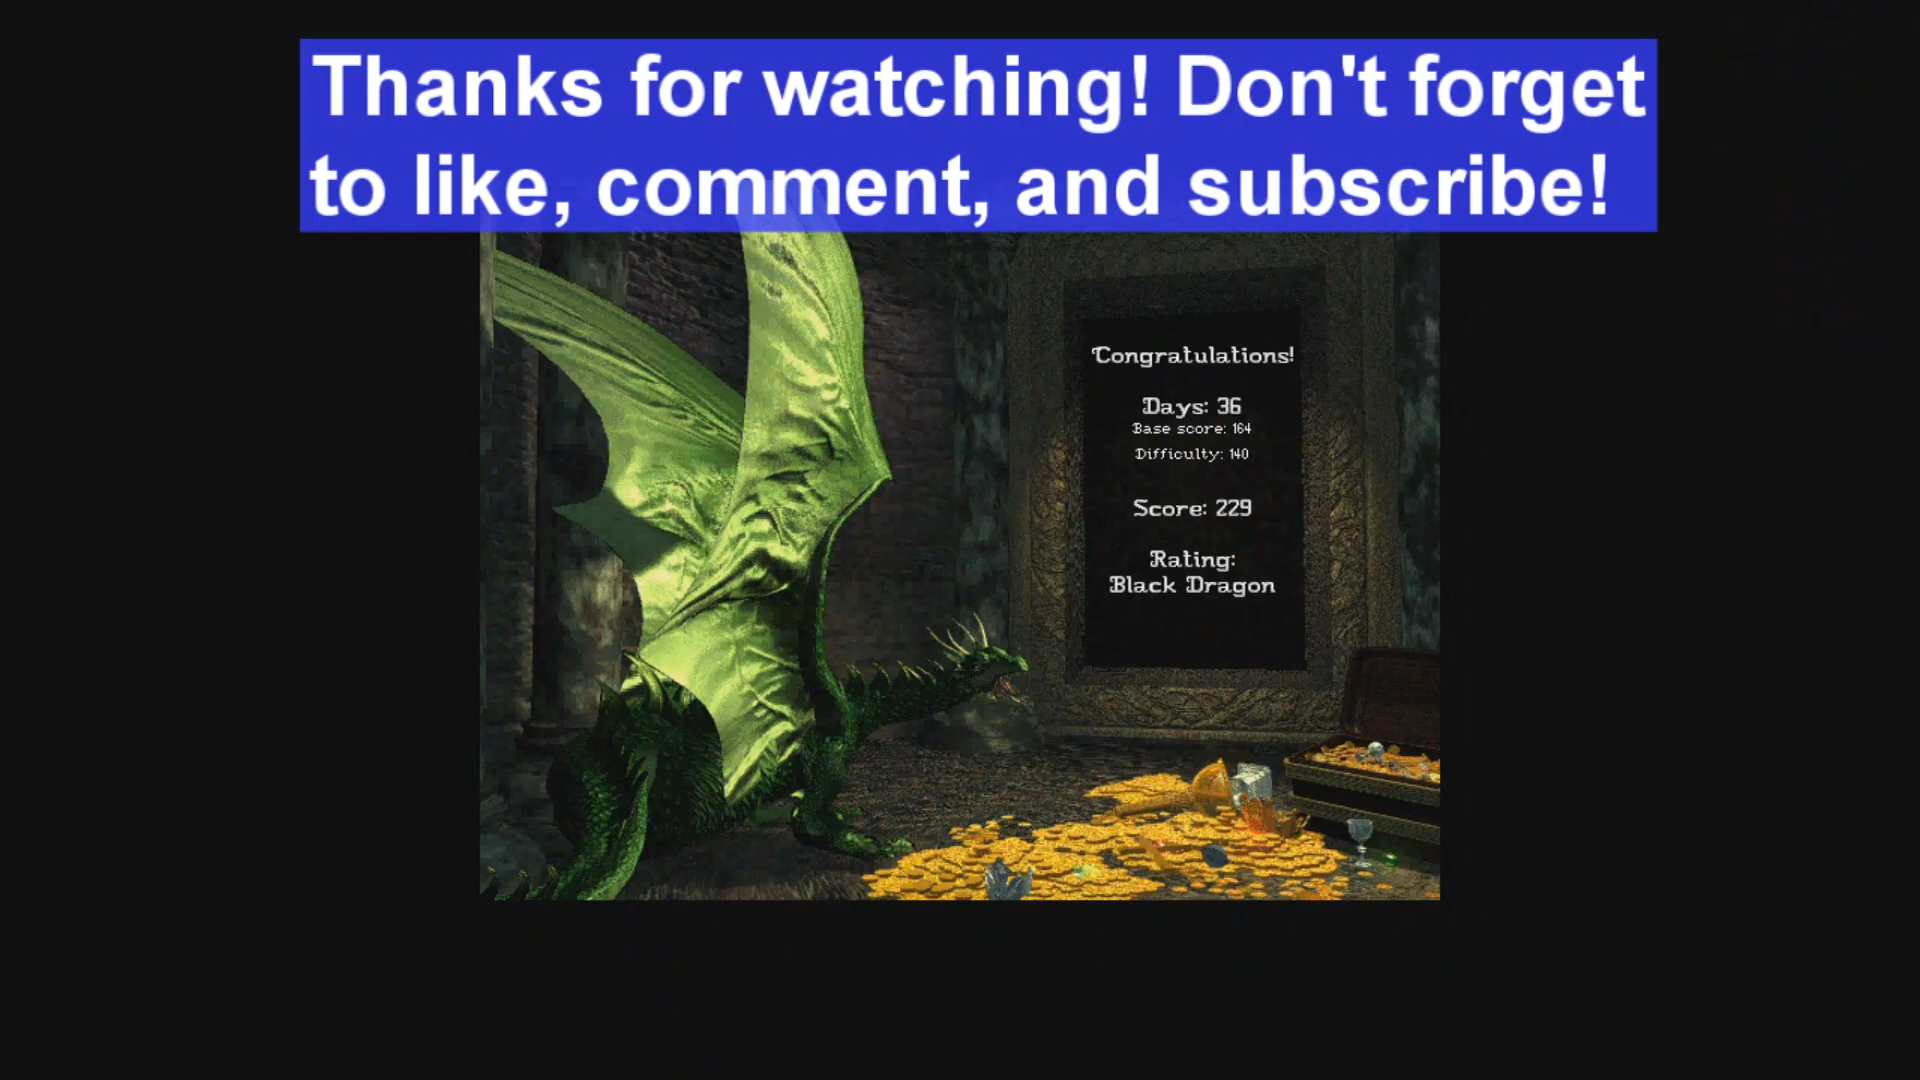 Thanks for watching! Don't forget
to like, comment, and subscribe!
Congratulations!
Days: 36
Base score: 164
Difficulty: 140
Score: 229
Rating:
Black Dragon